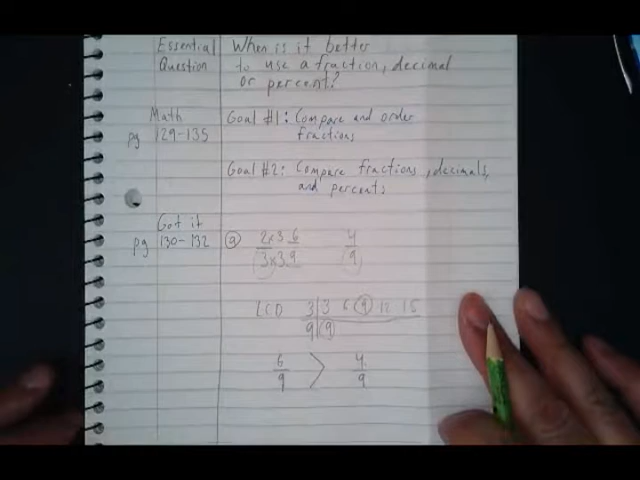 Essential Question
When is it better
to use a fraction, decimal
or percent?
Math
pg 129-135
Goal #1: Compare and order
fractions
Goal #2: Compare fractions, decimals,
and percents
Got it
pg 130-132
a 2x3 6 4
3x3 9 9
LCD 3 | 3 6 9 12 15
9 | 9
6 > 4
9 9